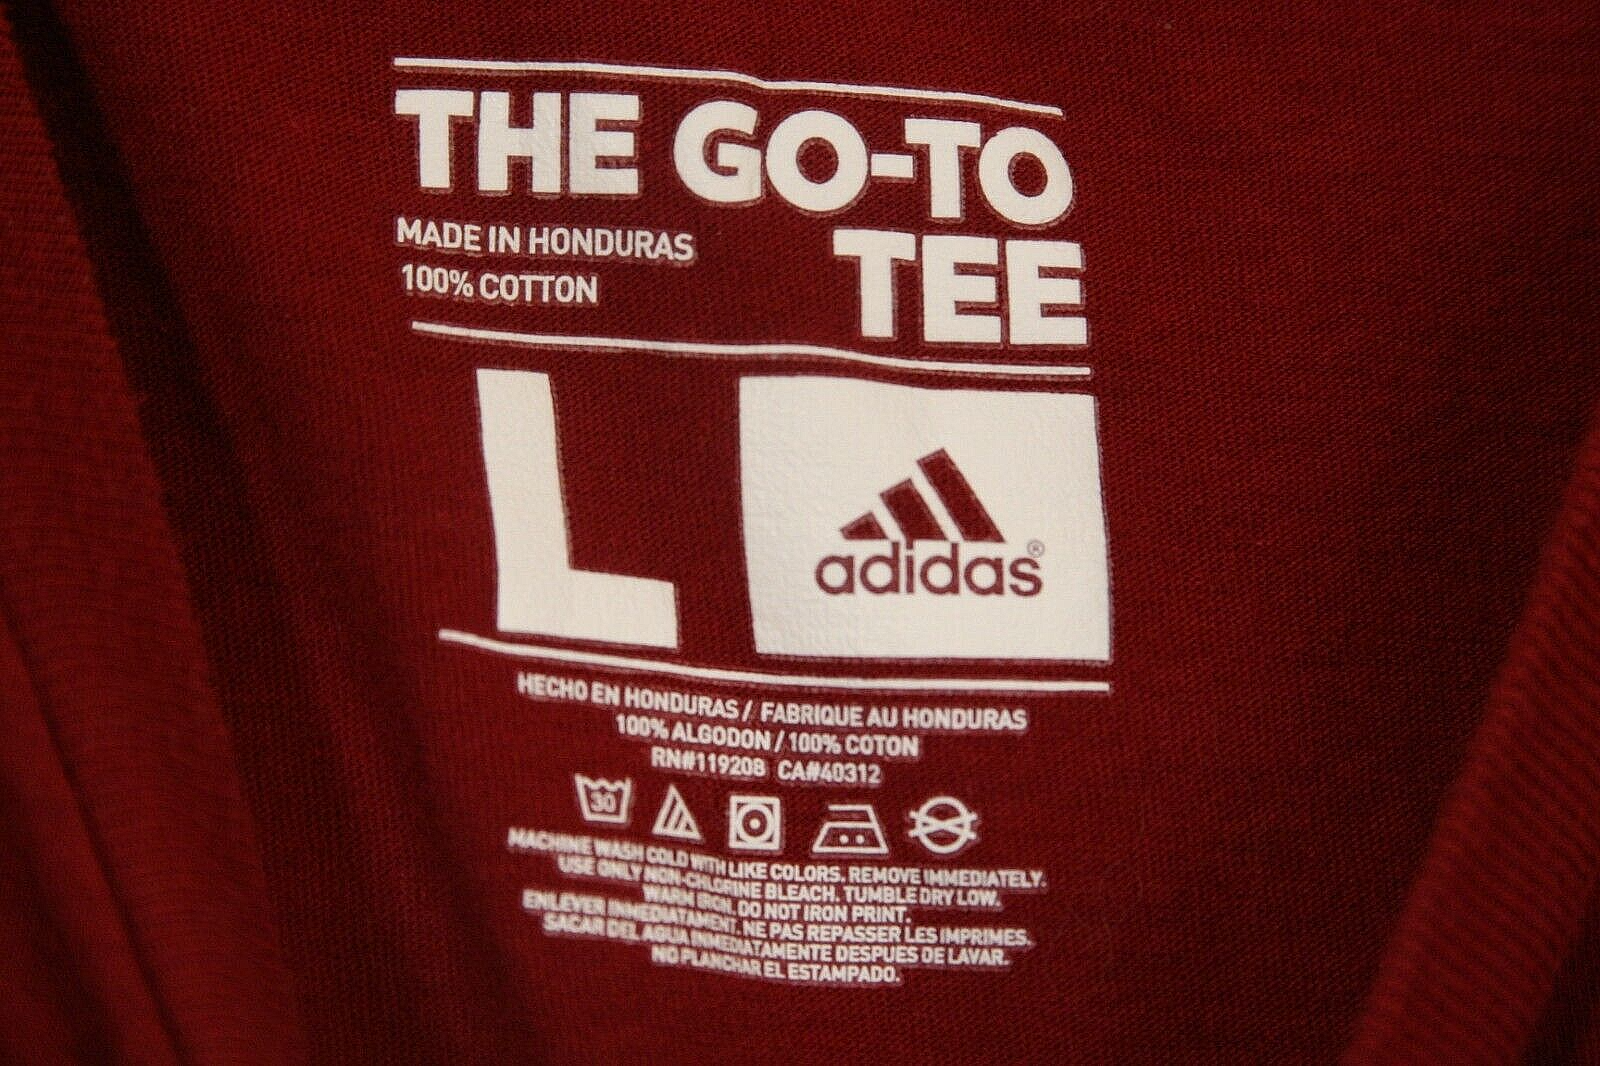 THE GO-TO
TEE
MADE IN HONDURAS
100% COTTON
L
adidas®
HECHO EN HONDURAS / FABRIQUE AU HONDURAS
100% ALGODON / 100% COTON
RN#119208 CA#40312
30
MACHINE WASH COLD WITH LIKE COLORS. REMOVE IMMEDIATELY.
USE ONLY NON-CHLORINE BLEACH. TUMBLE DRY LOW.
WARM IRON. DO NOT IRON PRINT.
ENLEVER IMMEDIATAMENT. NE PAS REPASSER LES IMPRIMES.
SACAR DEL AGUA INMEDIATAMENTE DESPUES DE LAVAR.
NO PLANCHAR EL ESTAMPADO.